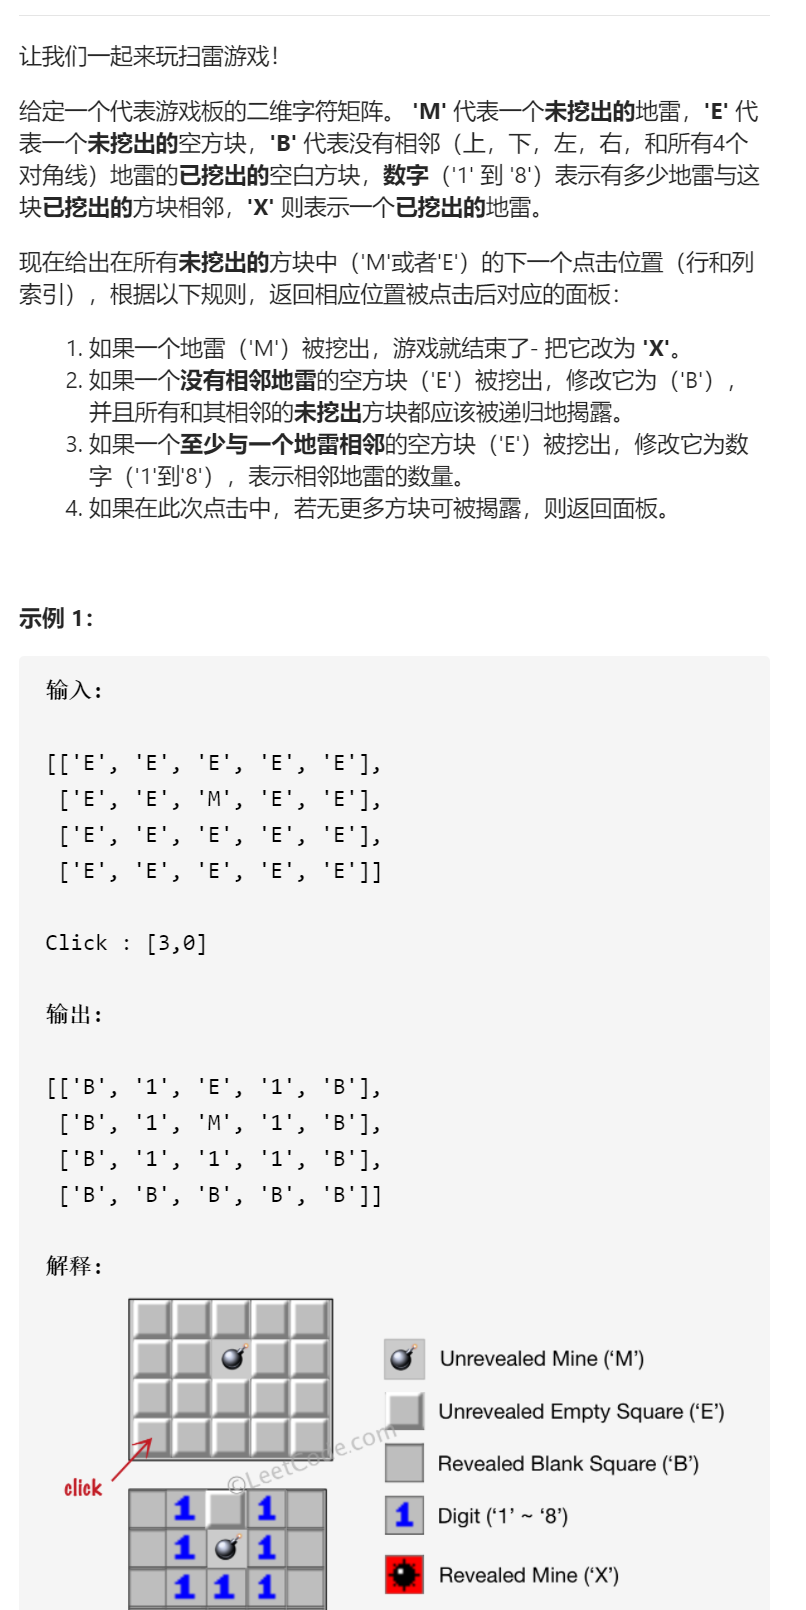 让我们一起来玩扫雷游戏！
给定一个代表游戏板的二维字符矩阵。 'M' 代表一个未挖出的地雷，'E' 代
表一个未挖出的空方块，'B' 代表没有相邻（上，下，左，右，和所有4个
对角线）地雷的已挖出的空白方块，数字（'1' 到 '8'）表示有多少地雷与这
块已挖出的方块相邻，'X' 则表示一个已挖出的地雷。
现在给出在所有未挖出的方块中（'M'或者'E'）的下一个点击位置（行和列
索引），根据以下规则，返回相应位置被点击后对应的面板：
1. 如果一个地雷（'M'）被挖出，游戏就结束了- 把它改为 'X'。
2. 如果一个没有相邻地雷的空方块（'E'）被挖出，修改它为（'B'），
并且所有和其相邻的未挖出方块都应该被递归地揭露。
3. 如果一个至少与一个地雷相邻的空方块（'E'）被挖出，修改它为数
字（'1'到'8'），表示相邻地雷的数量。
4. 如果在此次点击中，若无更多方块可被揭露，则返回面板。
示例 1：
输入:
[['E', 'E', 'E', 'E', 'E'],
['E', 'E', 'M', 'E', 'E'],
['E', 'E', 'E', 'E', 'E'],
['E', 'E', 'E', 'E', 'E']]
Click : [3,0]
输出:
[['B', '1', 'E', '1', 'B'],
['B', '1', 'M', '1', 'B'],
['B', '1', '1', '1', 'B'],
['B', 'B', 'B', 'B', 'B']]
解释:
Unrevealed Mine (‘M’)
Unrevealed Empty Square (‘E’)
Revealed Blank Square (‘B’)
©LeetCode.com
click
1 1
1 Digit (‘1’ ~ ‘8’)
1 1
Revealed Mine (‘X’)
1 1 1